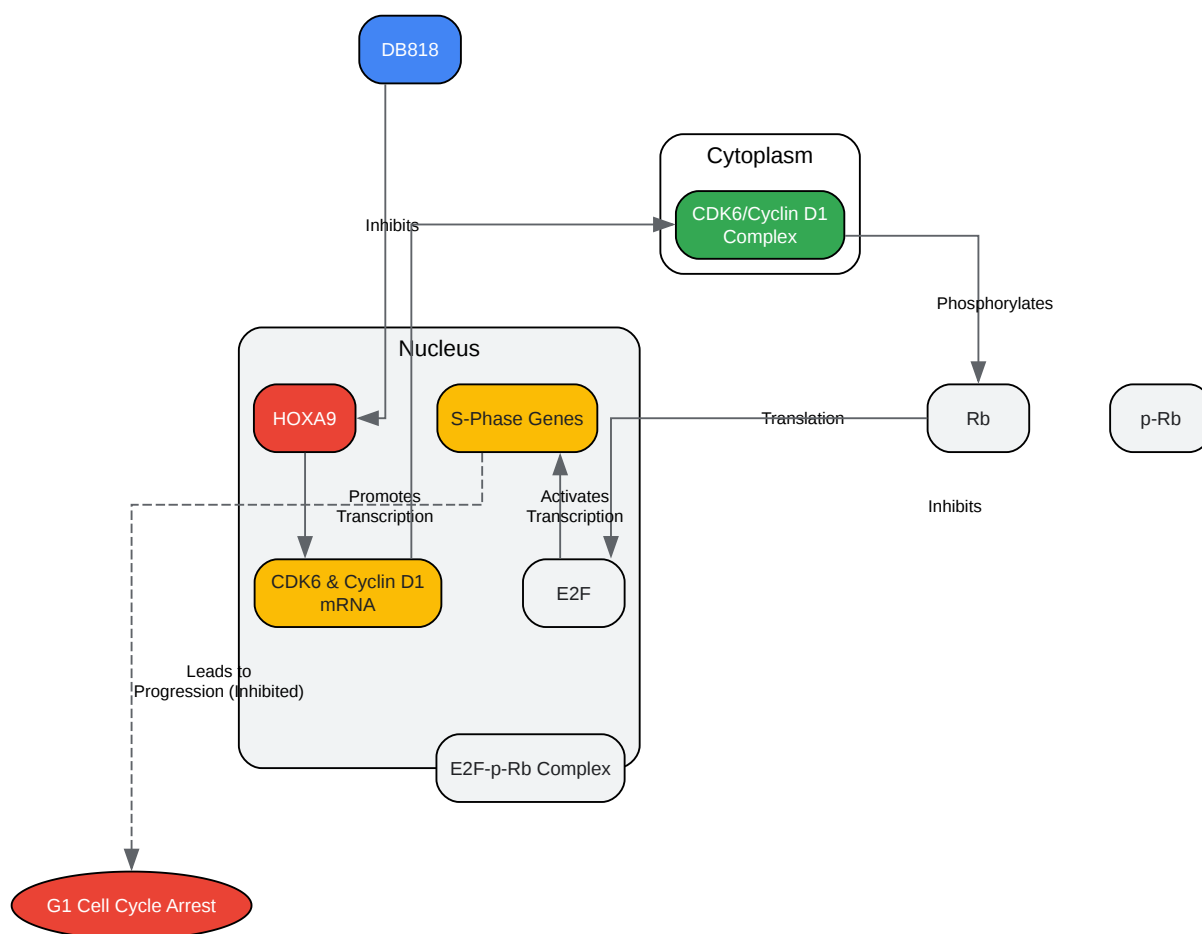 DB818
Cytoplasm
CDK6/Cyclin D1
Complex
Inhibits
Phosphorylates
Nucleus
HOXA9
S-Phase Genes
Translation
Rb
p-Rb
Promotes
Transcription
Activates
Transcription
Inhibits
CDK6 & Cyclin D1
mRNA
E2F
Leads to
Progression (Inhibited)
E2F-p-Rb Complex
G1 Cell Cycle Arrest